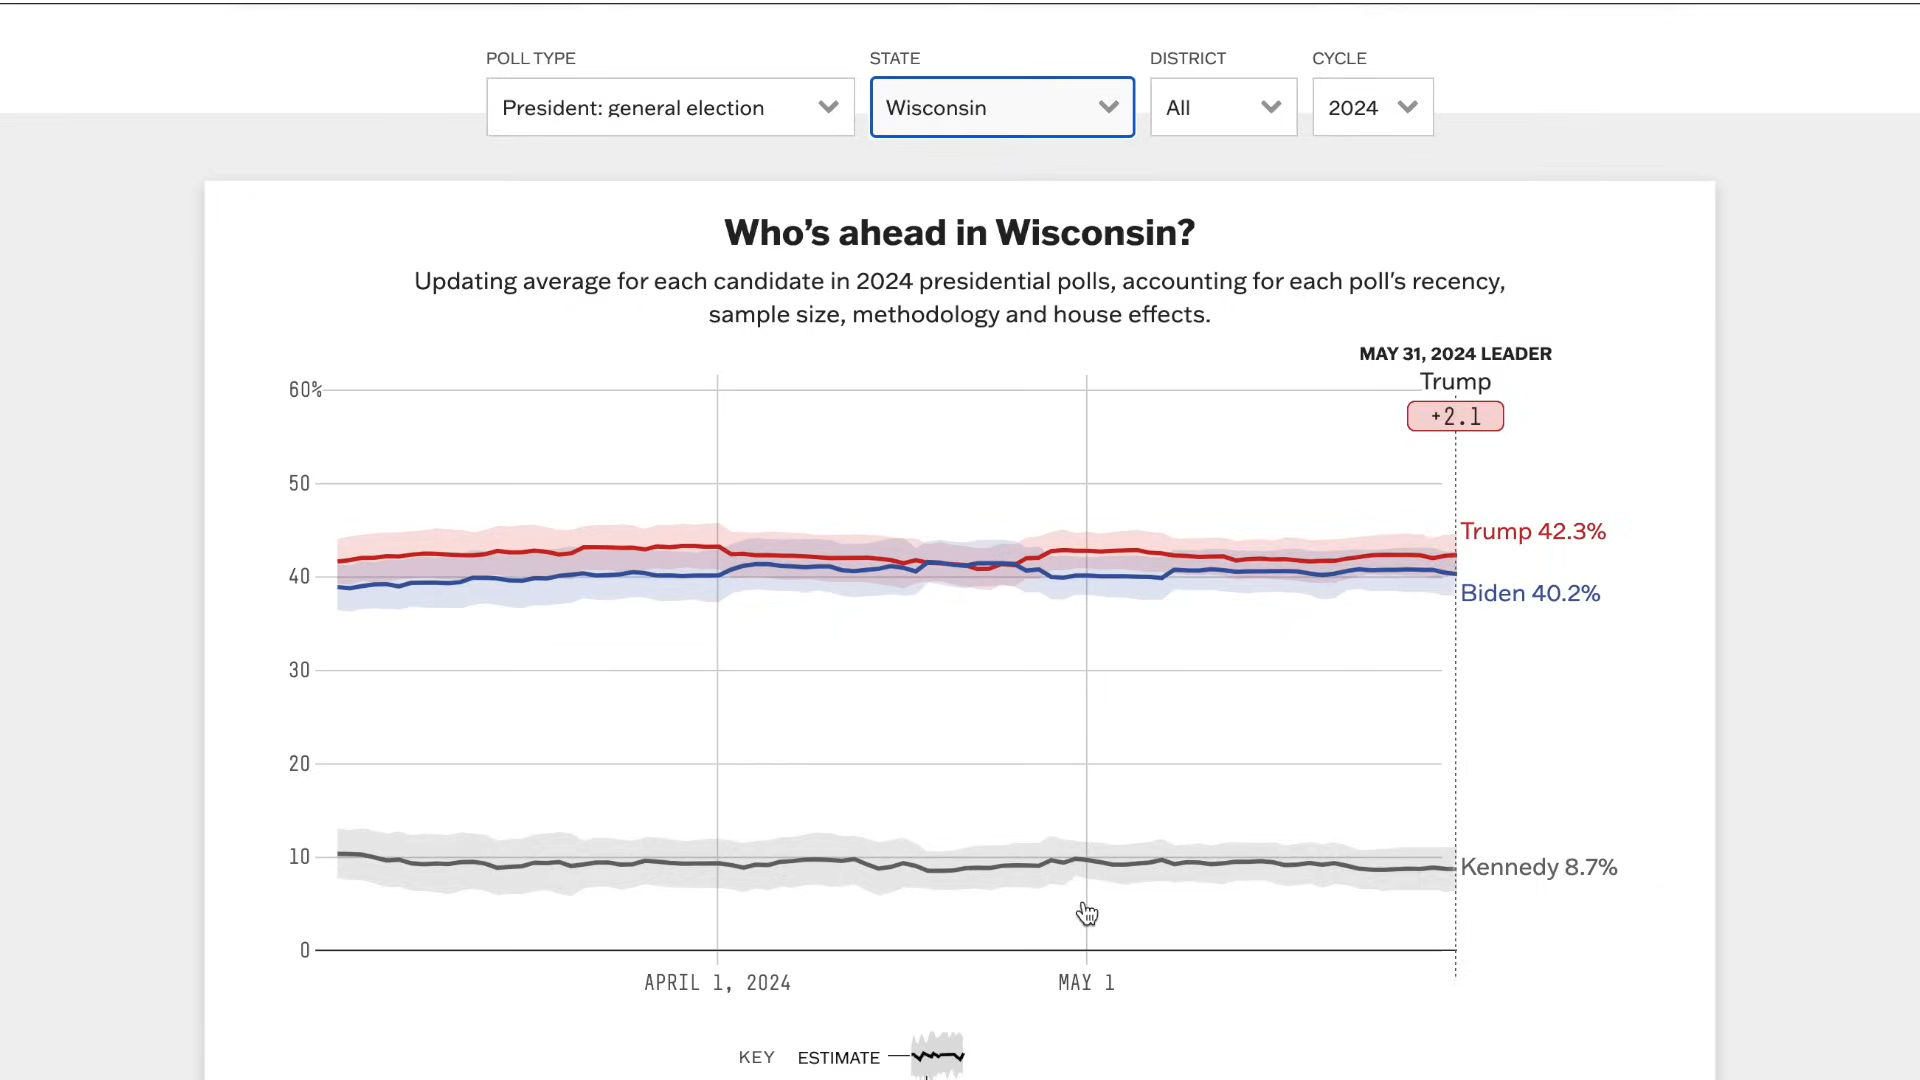 POLL TYPE
STATE
DISTRICT
CYCLE
President: general election
Wisconsin
All
2024
Who's ahead in Wisconsin?
Updating average for each candidate in 2024 presidential polls, accounting for each poll's recency,
sample size, methodology and house effects.
MAY 31, 2024 LEADER
Trump
+2.1
60%
50
40
30
20
10
0
Trump 42.3%
Biden 40.2%
Kennedy 8.7%
APRIL 1, 2024
MAY 1
KEY
ESTIMATE